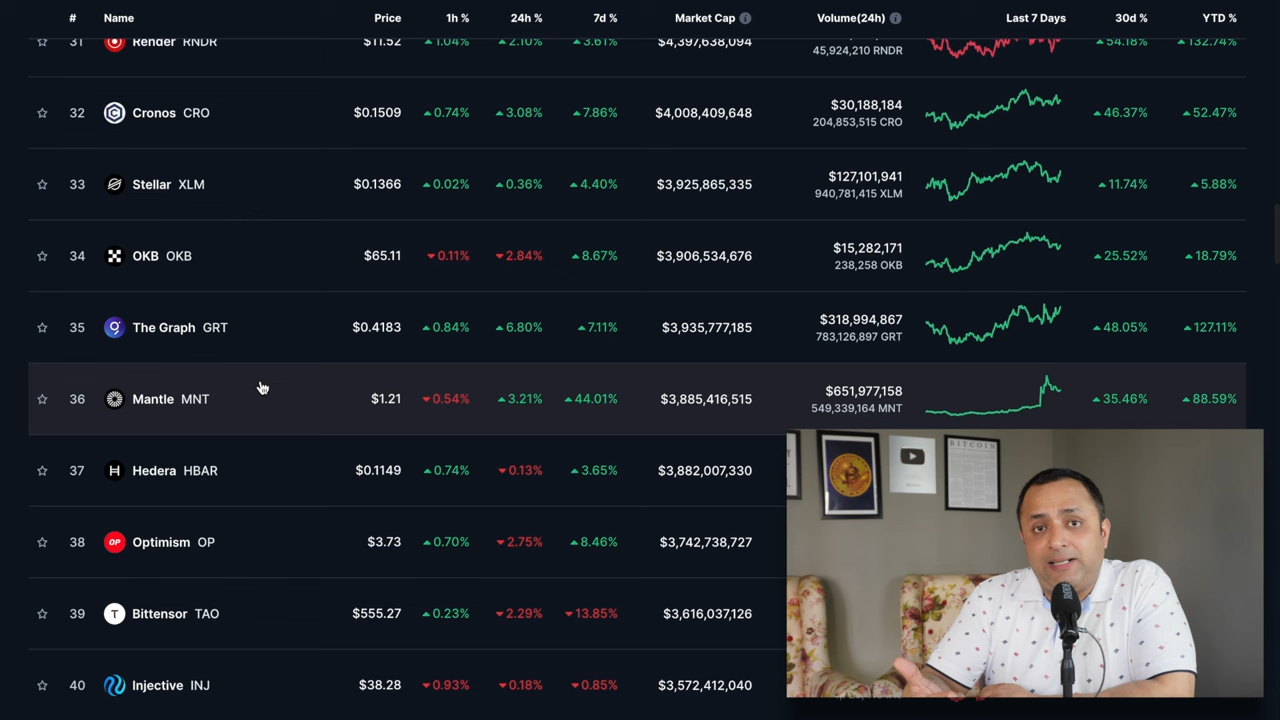 # Name Price 1h % 24h % 7d % Market Cap Volume(24h) Last 7 Days 30d % YTD %
31 Render RNDR $11.52 1.04% 2.10% 3.61% $4,397,638,094 54.18% 132.74%
45,924,210 RNDR
32 Cronos CRO $0.1509 0.74% 3.08% 7.86% $4,008,409,648 $30,188,184 46.37% 52.47%
204,853,515 CRO
33 Stellar XLM $0.1366 0.02% 0.36% 4.40% $3,925,865,335 $127,101,941 11.74% 5.88%
940,781,415 XLM
34 OKB OKB $65.11 0.11% 2.84% 8.67% $3,906,534,676 $15,282,171 25.52% 18.79%
238,258 OKB
35 The Graph GRT $0.4183 0.84% 6.80% 7.11% $3,935,777,185 $318,994,867 48.05% 127.11%
783,126,897 GRT
36 Mantle MNT $1.21 0.54% 3.21% 44.01% $3,885,416,515 $651,977,158 35.46% 88.59%
549,339,164 MNT
37 Hedera HBAR $0.1149 0.74% 0.13% 3.65% $3,882,007,330
BITCOIN
38 OP Optimism OP $3.73 0.70% 2.75% 8.46% $3,742,738,727
39 T Bittensor TAO $555.27 0.23% 2.29% 13.85% $3,616,037,126
40 Injective INJ $38.28 0.93% 0.18% 0.85% $3,572,412,040